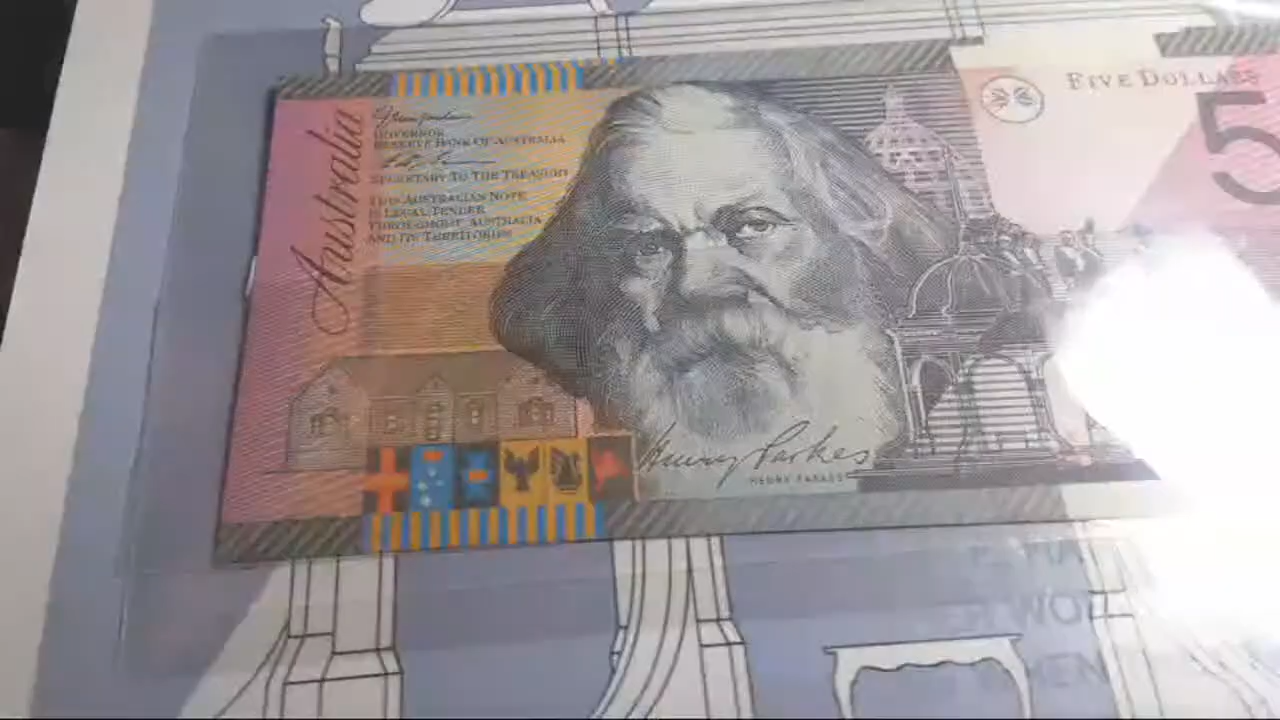 Australia
GOVERNOR
RESERVE BANK OF AUSTRALIA
SECRETARY TO THE TREASURY
THIS AUSTRALIAN NOTE
IS LEGAL TENDER
THROUGHOUT AUSTRALIA
AND ITS TERRITORIES
FIVE DOLLARS
5
Henry Parkes
HENRY PARKES